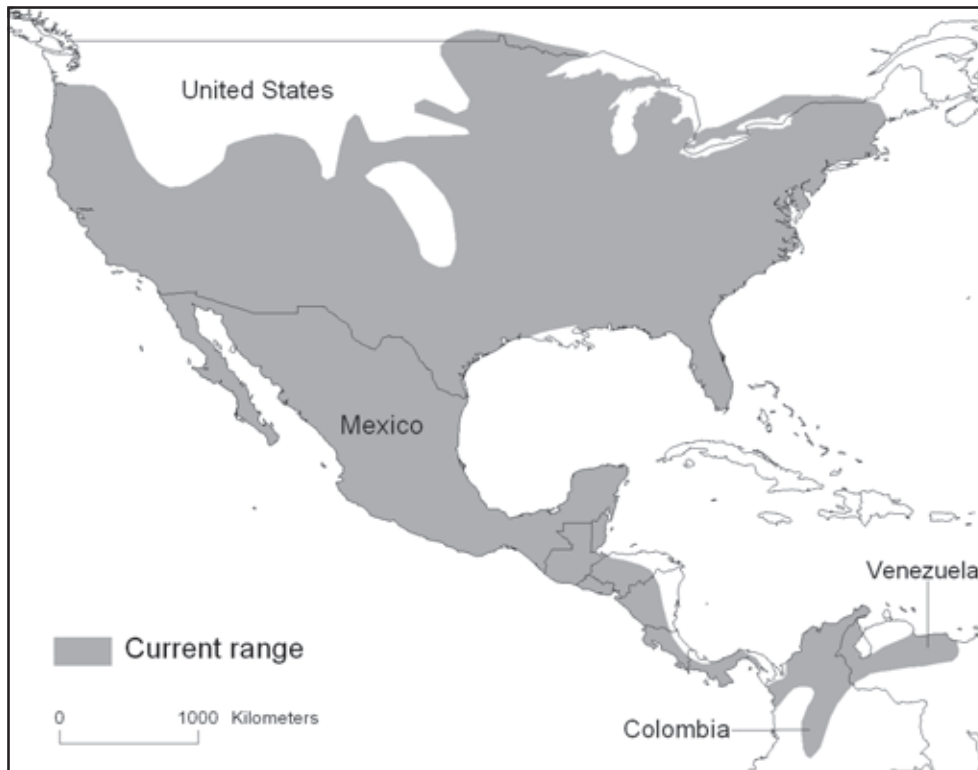 United States
Mexico
Venezuela
Current range
0 1000 Kilometers
Colombia